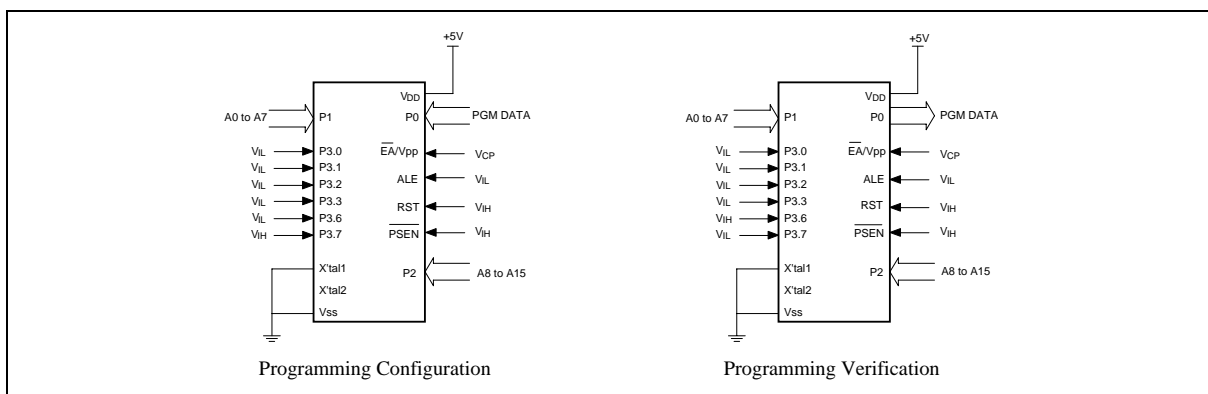 +5V
VDD
A0 to A7
P1
P0
PGM DATA
VIL
P3.0
EA/Vpp
VCP
VIL
P3.1
VIL
P3.2
ALE
VIL
VIL
P3.3
RST
VIH
VIL
P3.6
VIH
P3.7
PSEN
VIH
X'tal1
P2
A8 to A15
X'tal2
Vss
Programming Configuration
+5V
VDD
A0 to A7
P1
P0
PGM DATA
VIL
P3.0
EA/Vpp
VCP
VIL
P3.1
VIL
P3.2
ALE
VIL
VIL
P3.3
RST
VIH
VIH
P3.6
VIL
P3.7
PSEN
VIH
X'tal1
P2
A8 to A15
X'tal2
Vss
Programming Verification